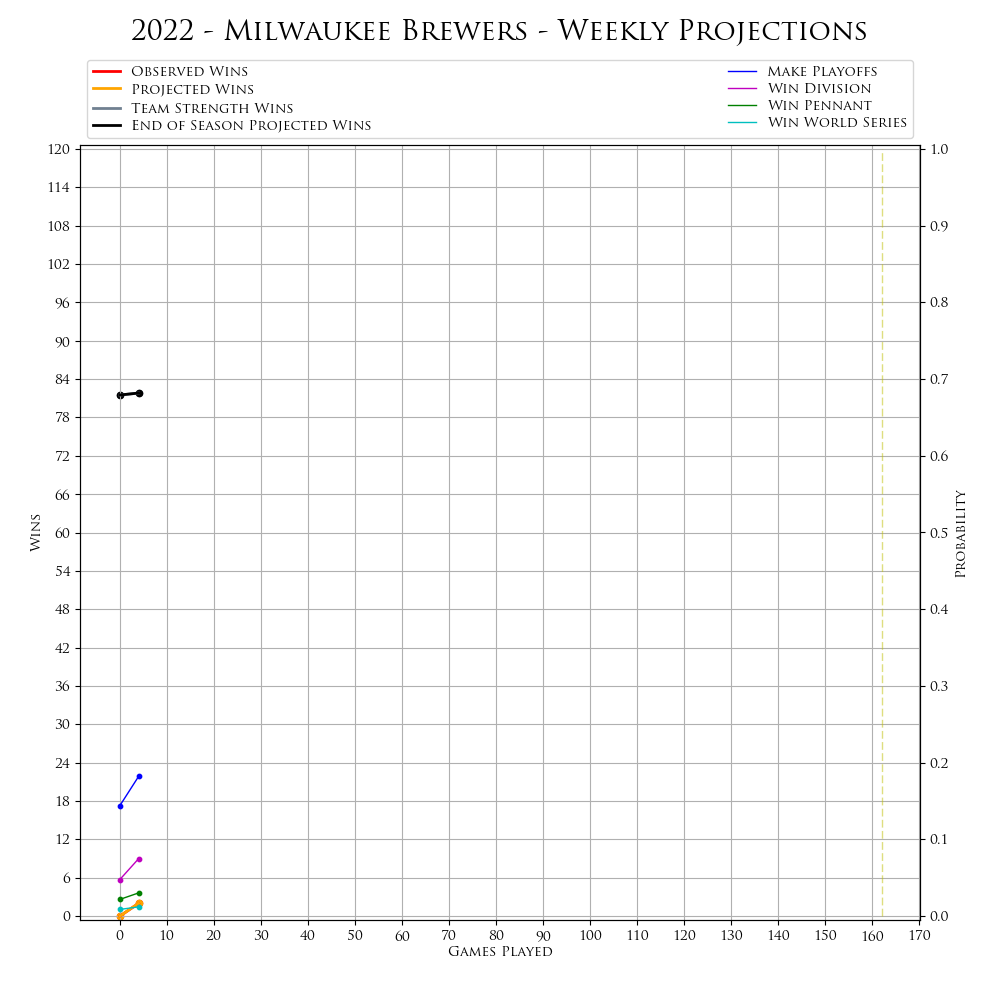 2022 - Milwaukee Brewers - Weekly Projections
Observed Wins
Projected Wins
Team Strength Wins
End of Season Projected Wins
Make Playoffs
Win Division
Win Pennant
Win World Series
120
114
108
102
96
90
84
78
72
66
60
54
48
42
36
30
24
18
12
6
0
Wins
1.0
0.9
0.8
0.7
0.6
0.5
0.4
0.3
0.2
0.1
0.0
Probability
0 10 20 30 40 50 60 70 80 90 100 110 120 130 140 150 160 170
Games Played